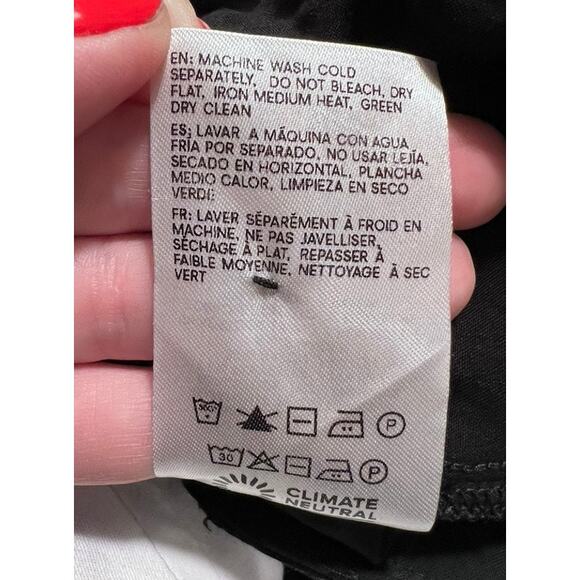 EN: MACHINE WASH COLD
SEPARATELY, DO NOT BLEACH, DRY
FLAT, IRON MEDIUM HEAT, GREEN
DRY CLEAN
ES: LAVAR A MÁQUINA CON AGUA
FRÍA POR SEPARADO, NO USAR LEJÍA,
SECADO EN HORIZONTAL, PLANCHA
MEDIO CALOR, LIMPIEZA EN SECO
VERDE:
FR: LAVER SÉPARÉMENT À FROID EN
MACHINE, NE PAS JAVELLISER,
SÉCHAGE À PLAT, REPASSER À
FAIBLE MOYENNE, NETTOYAGE À SEC
VERT
P
30 P
CLIMATE
NEUTRAL